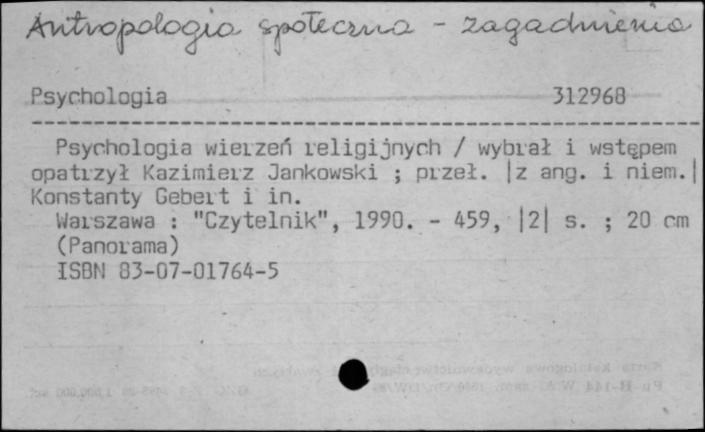 Antropologia społeczna - zagadnienia
Psychologia 312968
Psychologia wierzeń religijnych / wybrał i wstępem
opatrzył Kazimierz Jankowski ; przeł. |z ang. i niem.|
Konstanty Gebert i in.
Warszawa : "Czytelnik", 1990. - 459, |2| s. ; 20 cm
(Panorama)
ISBN 83-07-01764-5